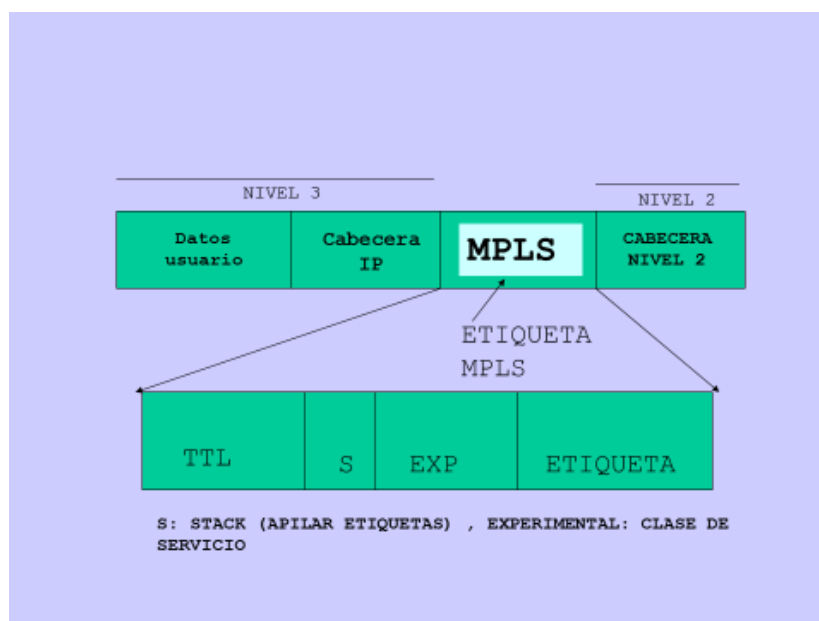 NIVEL 3
NIVEL 2
Datos
usuario
Cabecera
IP
MPLS
CABECERA
NIVEL 2
ETIQUETA
MPLS
TTL
S
EXP
ETIQUETA
S: STACK (APILAR ETIQUETAS) , EXPERIMENTAL: CLASE DE
SERVICIO